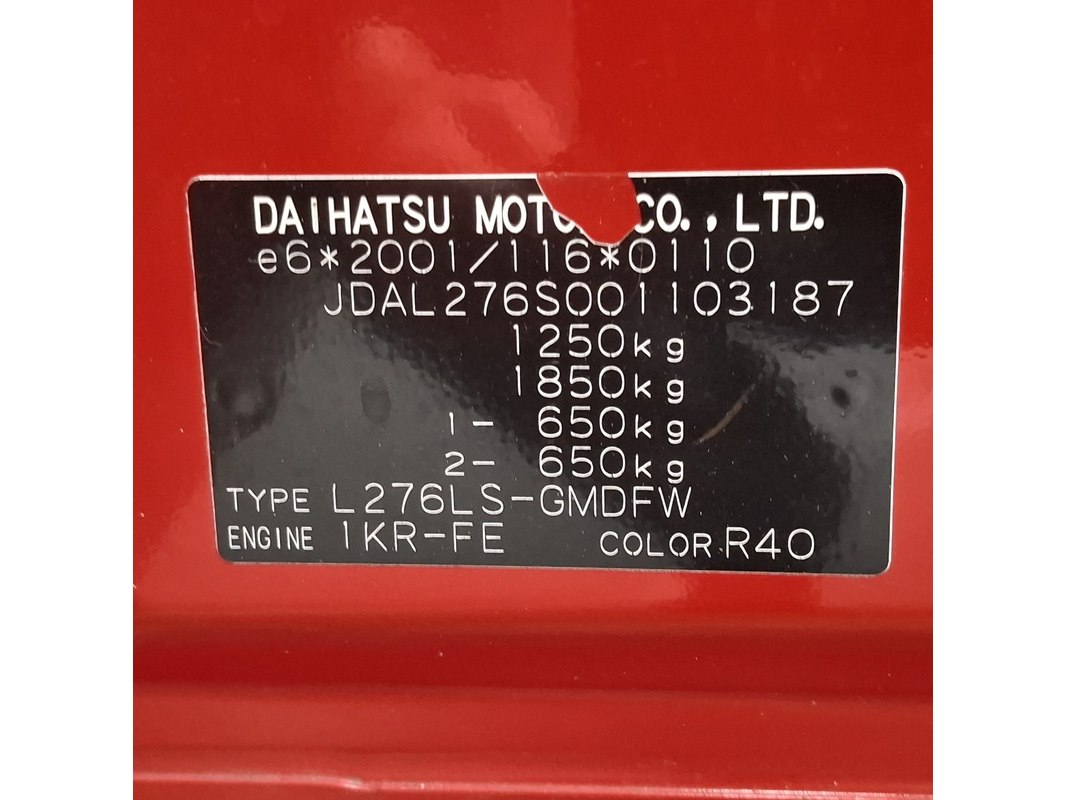 DAIHATSU MOTOR CO., LTD.
e6*2001/116*0110
JDAL276S001103187
1250kg
1850kg
1- 650kg
2- 650kg
TYPE L276LS-GMDFW
ENGINE 1KR-FE COLOR R40